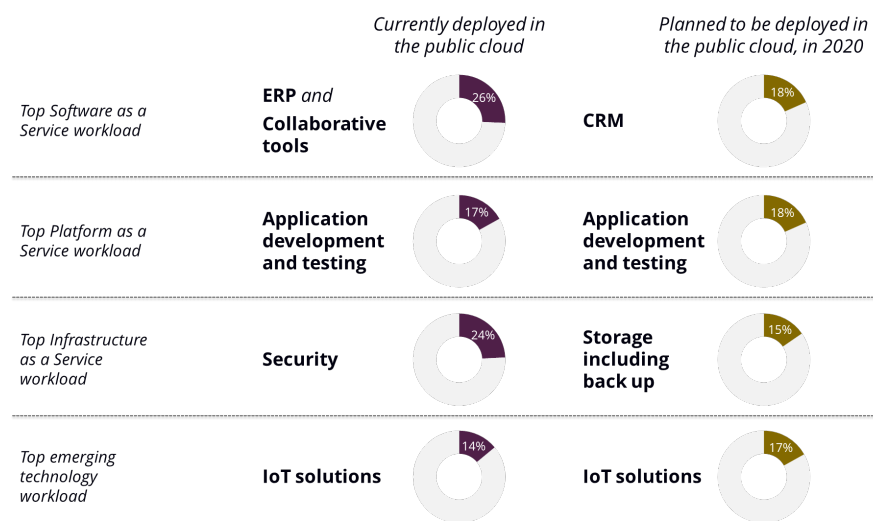 Currently deployed in
the public cloud
Planned to be deployed in
the public cloud, in 2020
Top Software as a
Service workload
ERP and
Collaborative
tools
26%
CRM
18%
Top Platform as a
Service workload
Application
development
and testing
17%
Application
development
and testing
18%
Top Infrastructure
as a Service
workload
Security
24%
Storage
including
back up
15%
Top emerging
technology
workload
IoT solutions
14%
IoT solutions
17%